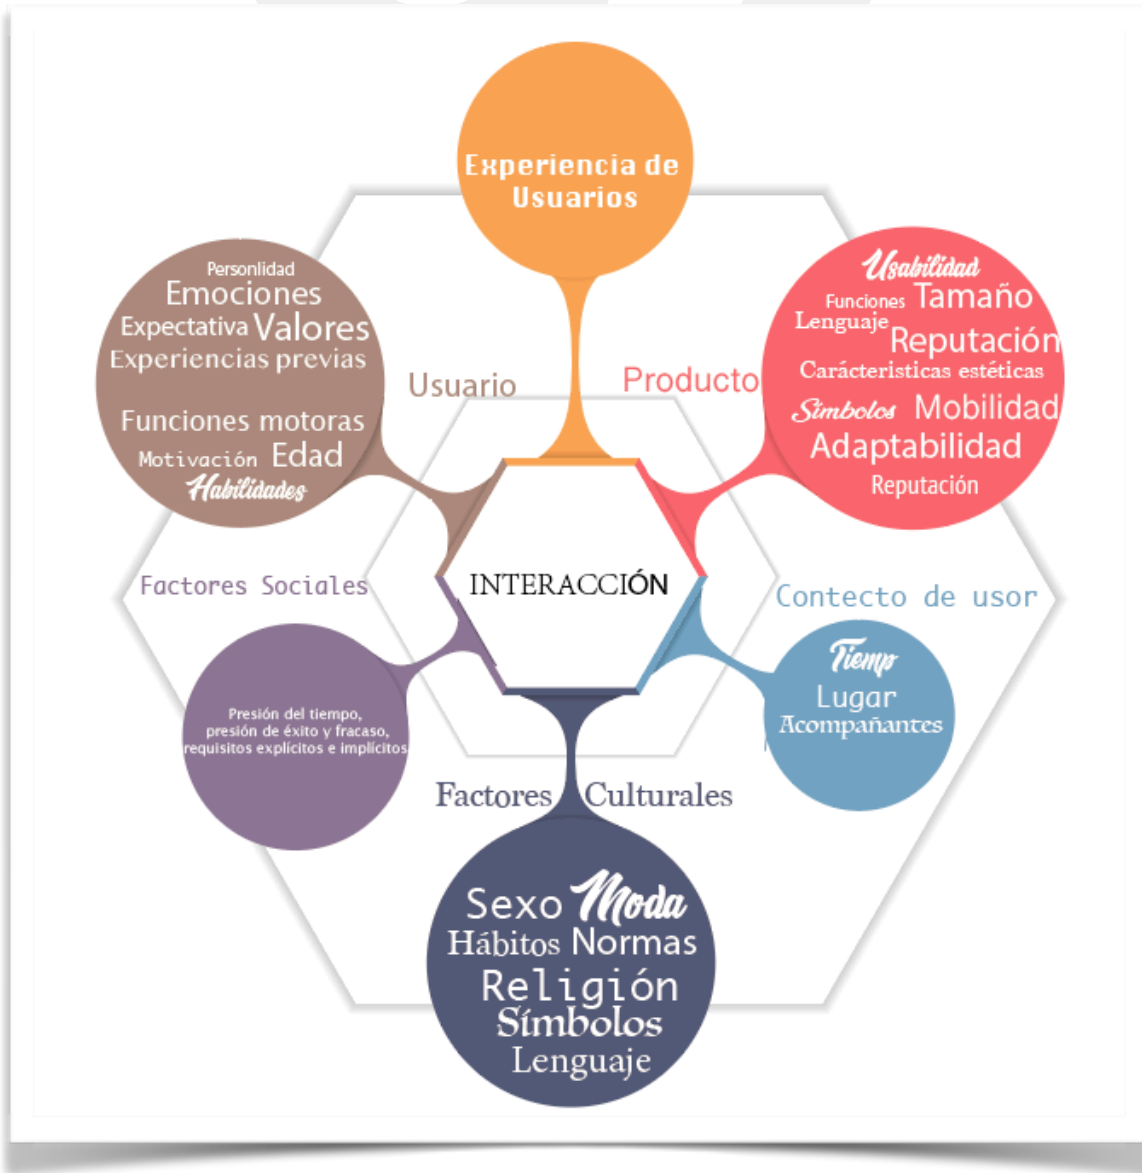 Experiencia de
Usuarios
Personlidad
Emociones
Expectativa Valores
Experiencias previas
Funciones motoras
Motivación Edad
Habilidades
Usuario
Producto
Usabilidad
Funciones Tamaño
Lenguaje
Reputación
Carácteristicas estéticas
Símbolos Mobilidad
Adaptabilidad
Reputación
INTERACCIÓN
Factores Sociales
Presión del tiempo,
presión de éxito y fracaso,
requisitos explícitos e implícitos
Contecto de usor
Tiemp
Lugar
Acompañantes
Factores Culturales
Sexo Moda
Hábitos Normas
Religión
Símbolos
Lenguaje